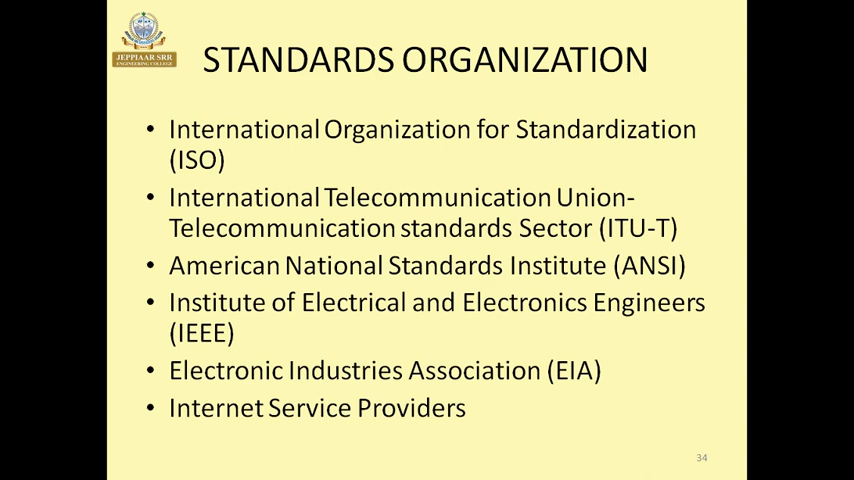 JEPPIAAR SRR
ENGINEERING COLLEGE
STANDARDS ORGANIZATION
• International Organization for Standardization
(ISO)
• International Telecommunication Union-
Telecommunication standards Sector (ITU-T)
• American National Standards Institute (ANSI)
• Institute of Electrical and Electronics Engineers
(IEEE)
• Electronic Industries Association (EIA)
• Internet Service Providers
34